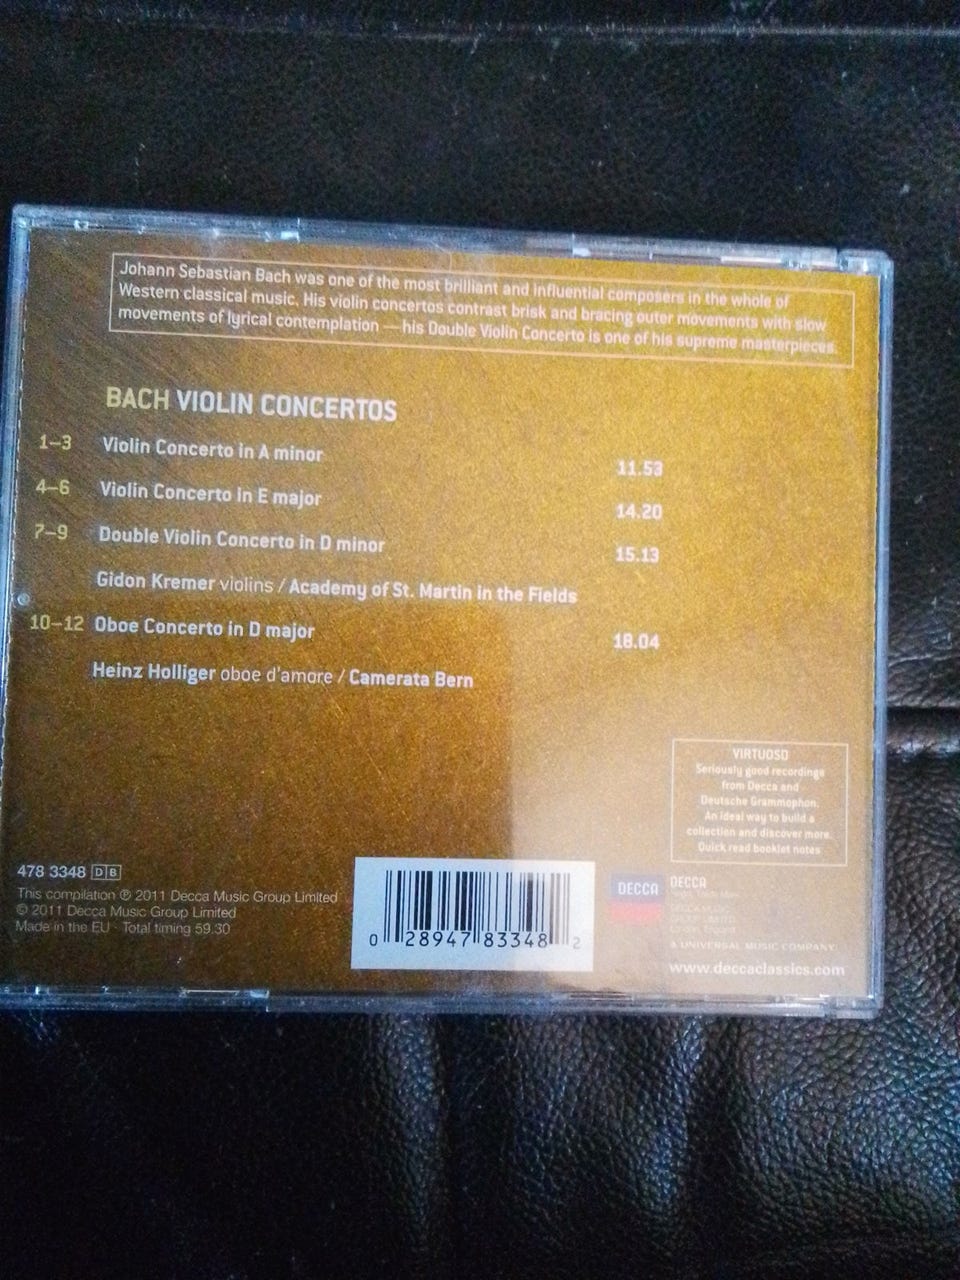 Johann Sebastian Bach was one of the most brilliant and influential composers in the whole of
Western classical music. His violin concertos contrast brisk and bracing outer movements with slow
movements of lyrical contemplation — his Double Violin Concerto is one of his supreme masterpieces.
BACH VIOLIN CONCERTOS
1–3 Violin Concerto in A minor 11.53
4–6 Violin Concerto in E major 14.20
7–9 Double Violin Concerto in D minor 15.13
Gidon Kremer violins / Academy of St. Martin in the Fields
10–12 Oboe Concerto in D major 18.04
Heinz Holliger oboe d'amore / Camerata Bern
VIRTUOSO
Seriously good recordings
from Decca and
Deutsche Grammophon.
An ideal way to build a
collection and discover more.
Quick read booklet notes
478 3348 DB
This compilation ℗ 2011 Decca Music Group Limited
© 2011 Decca Music Group Limited
Made in the EU · Total timing 59.30
0 28947 83348 2
DECCA
DECCA
DECCA MUSIC
GROUP LIMITED
London, England
A UNIVERSAL MUSIC COMPANY
www.deccaclassics.com